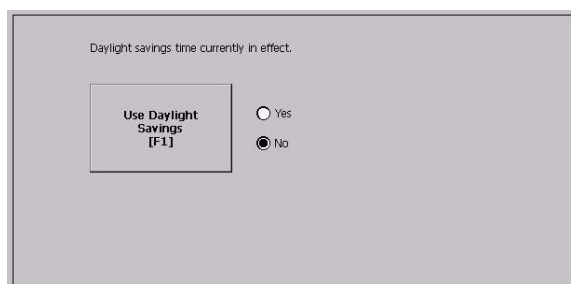 Daylight savings time currently in effect.
Use Daylight
Savings
[F1]
Yes
No